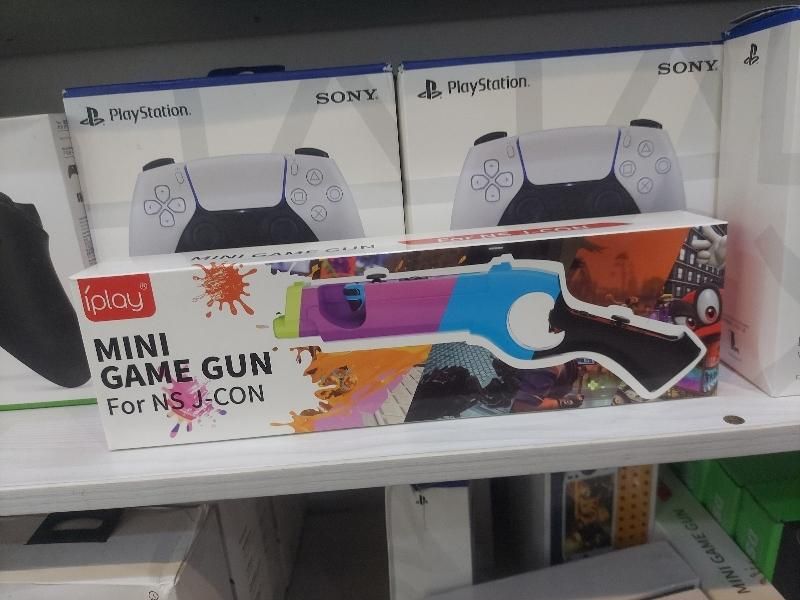 PlayStation.
SONY
PlayStation.
SONY
MINI GAME GUN
For NS J-CON
iplay®
MINI
GAME GUN
For NS J-CON
MINI GAME GUN